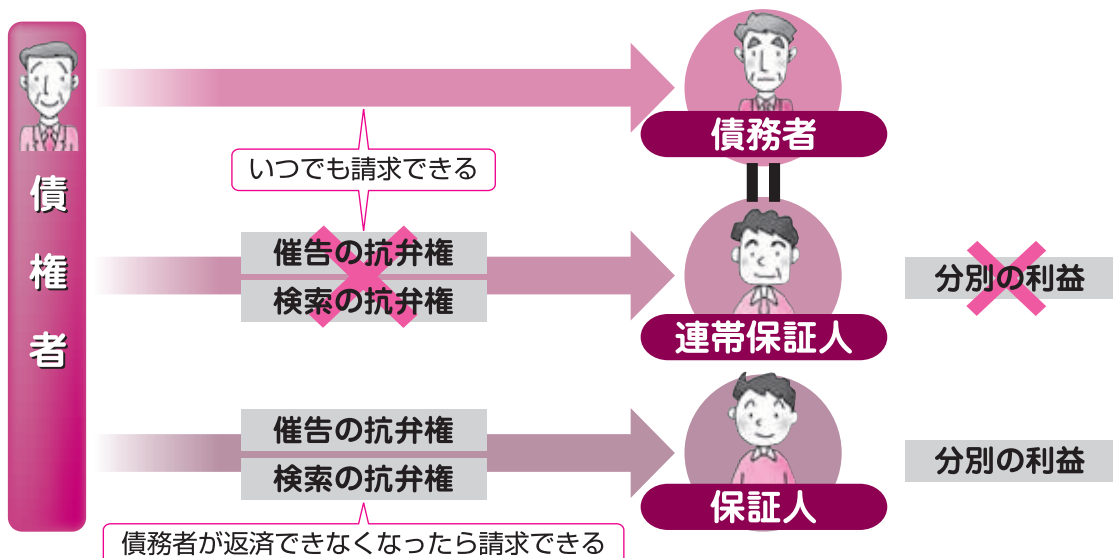 債権者
債務者
いつでも請求できる
催告の抗弁権
検索の抗弁権
連帯保証人
分別の利益
催告の抗弁権
検索の抗弁権
保証人
分別の利益
債務者が返済できなくなったら請求できる